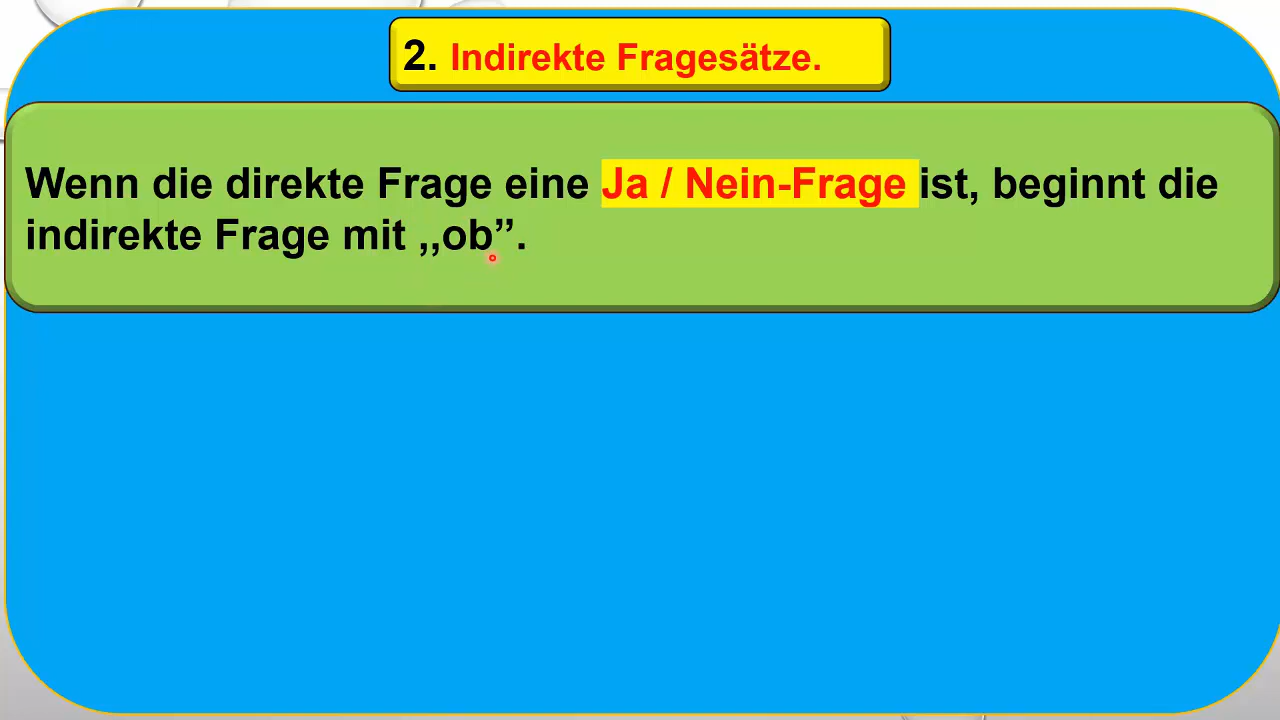 2. Indirekte Fragesätze.
Wenn die direkte Frage eine Ja / Nein-Frage ist, beginnt die
indirekte Frage mit ,,ob”.